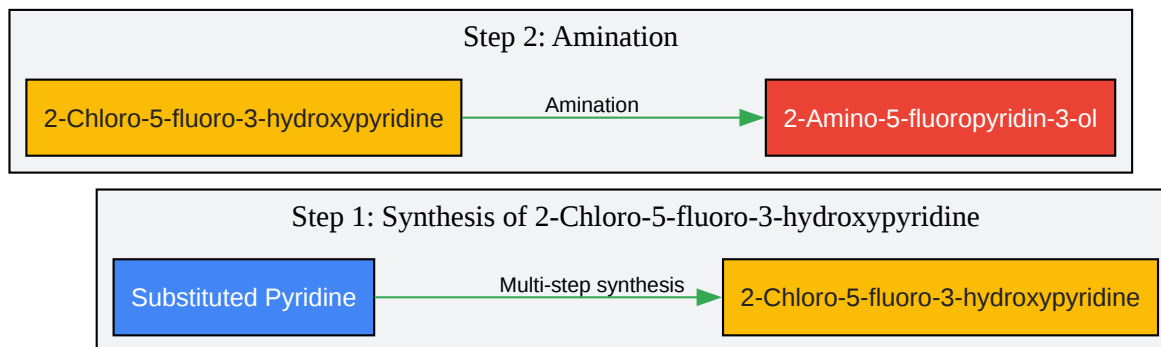 Step 2: Amination
2-Chloro-5-fluoro-3-hydroxypyridine
Amination
2-Amino-5-fluoropyridin-3-ol
Step 1: Synthesis of 2-Chloro-5-fluoro-3-hydroxypyridine
Substituted Pyridine
Multi-step synthesis
2-Chloro-5-fluoro-3-hydroxypyridine